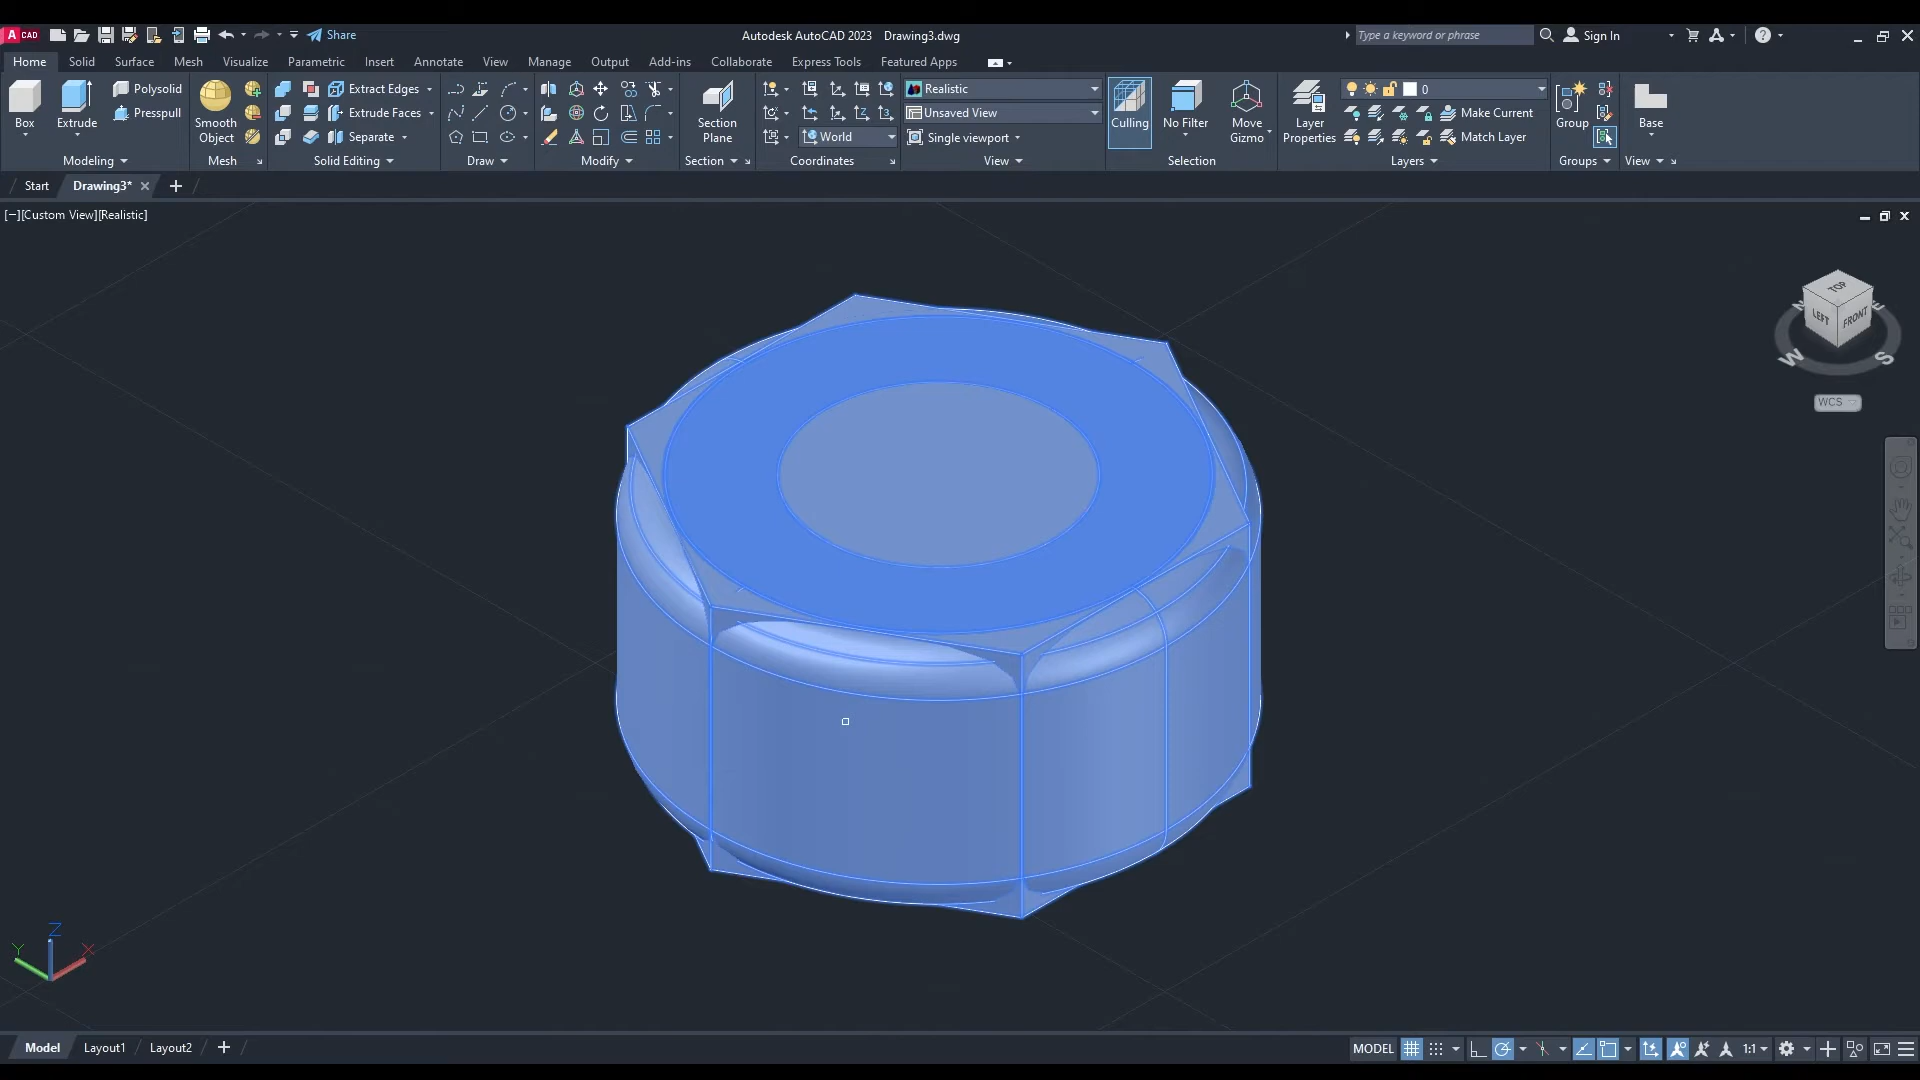 A CAD
Share
Autodesk AutoCAD 2023 Drawing3.dwg
Type a keyword or phrase
Sign In
Home Solid Surface Mesh Visualize Parametric Insert Annotate View Manage Output Add-ins Collaborate Express Tools Featured Apps
Box
Extrude
Polysolid
Presspull
Modeling
Smooth
Object
Mesh
Extract Edges
Extrude Faces
Separate
Solid Editing
Draw
Modify
Section
Plane
Section
World
Coordinates
Realistic
Unsaved View
Single viewport
View
Culling
No Filter
Move
Gizmo
Selection
Layer
Properties
0
Make Current
Match Layer
Layers
Group
Groups
Base
View
Start
Drawing3*
[−][Custom View][Realistic]
TOP
LEFT
FRONT
N
E
W
S
WCS
Z
Y
X
Model
Layout1
Layout2
MODEL
1:1